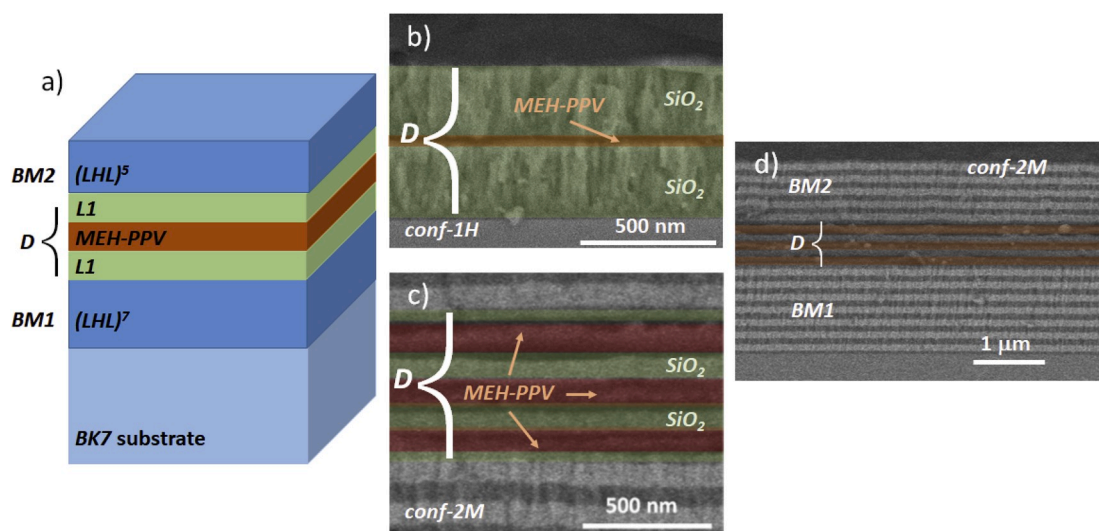 a)
BM2
(LHL)⁵
L1
D
MEH-PPV
L1
BM1
(LHL)⁷
BK7 substrate
b)
SiO₂
MEH-PPV
D
SiO₂
conf-1H
500 nm
c)
SiO₂
D
MEH-PPV
SiO₂
conf-2M
500 nm
d)
conf-2M
BM2
D
BM1
1 μm